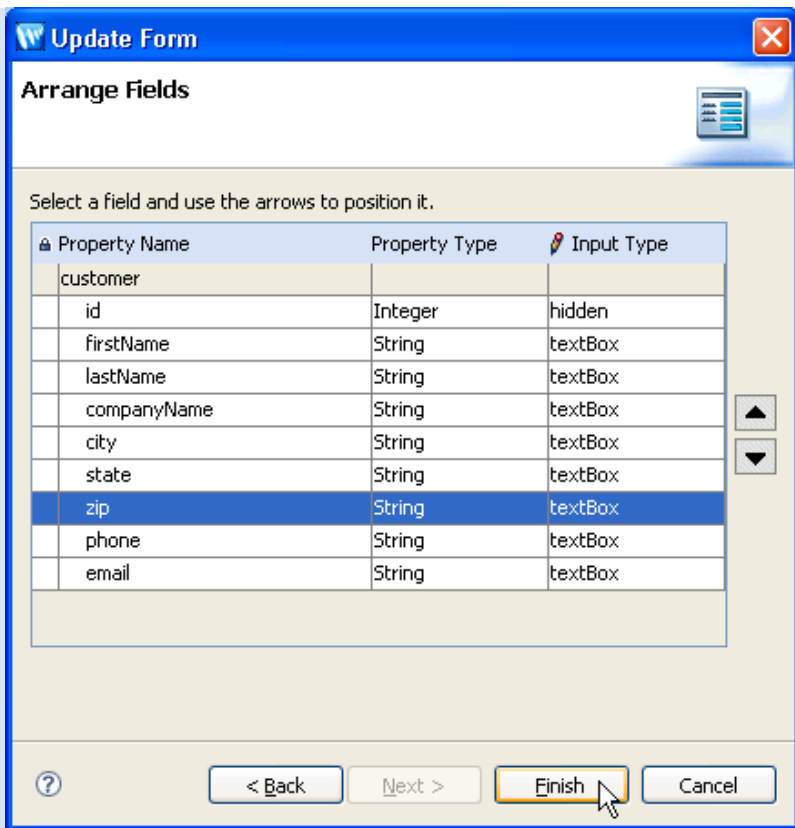 Update Form
Arrange Fields
Select a field and use the arrows to position it.
Property Name Property Type Input Type
customer
id Integer hidden
firstName String textBox
lastName String textBox
companyName String textBox
city String textBox
state String textBox
zip String textBox
phone String textBox
email String textBox
? < Back Next > Finish Cancel